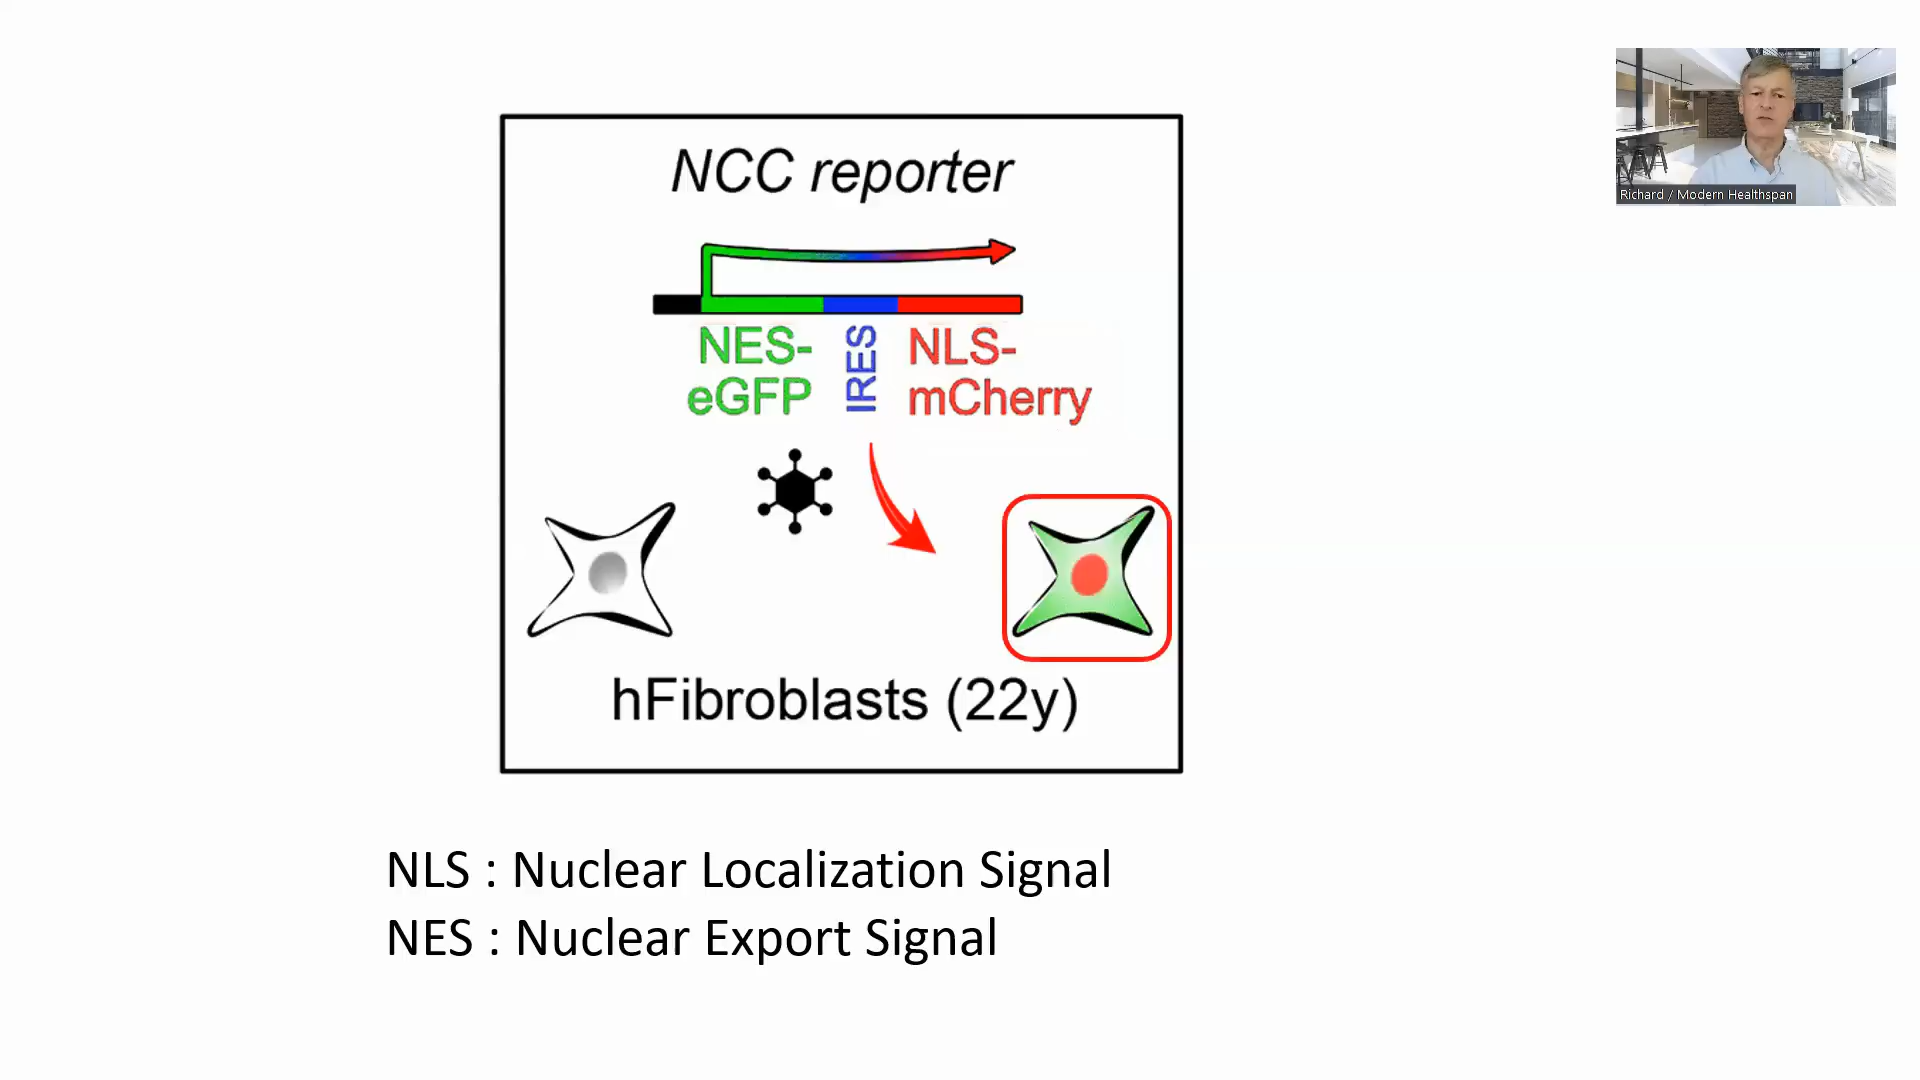 NCC reporter
NES-
eGFP
IRES
NLS-
mCherry
hFibroblasts (22y)
NLS : Nuclear Localization Signal
NES : Nuclear Export Signal
Richard / Modern Healthspan